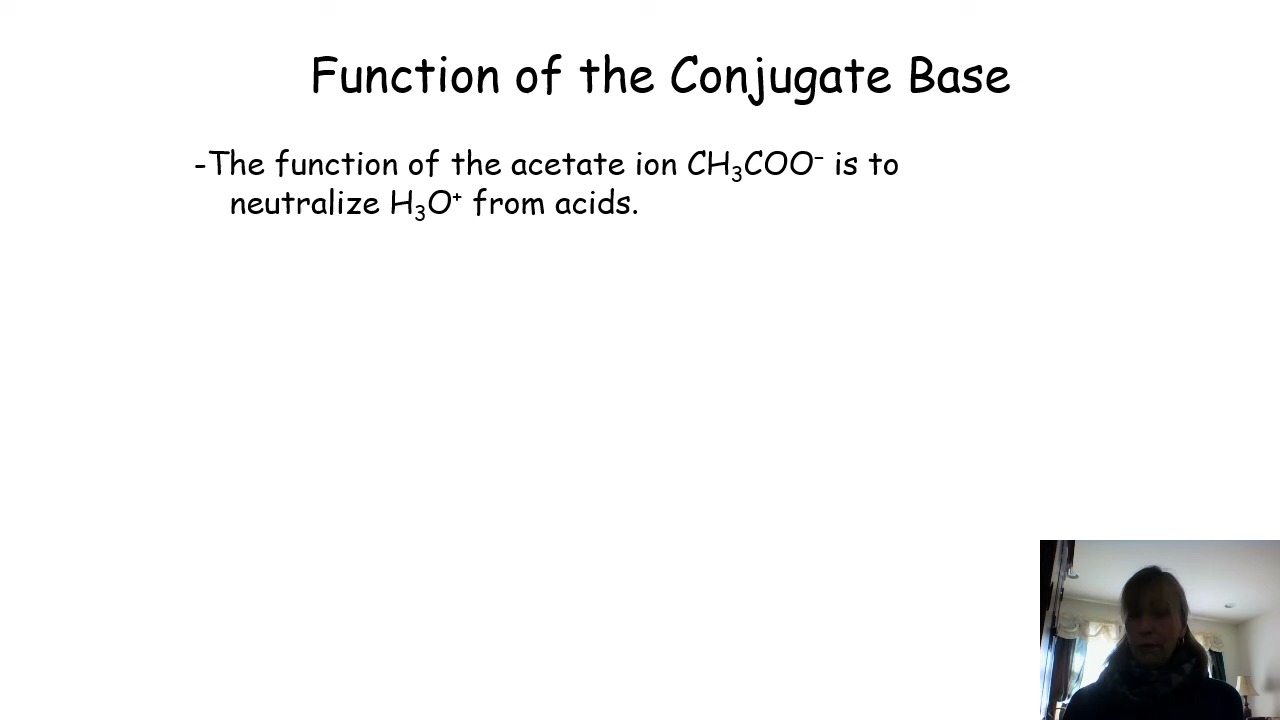 Function of the Conjugate Base
-The function of the acetate ion CH₃COO⁻ is to
neutralize H₃O⁺ from acids.